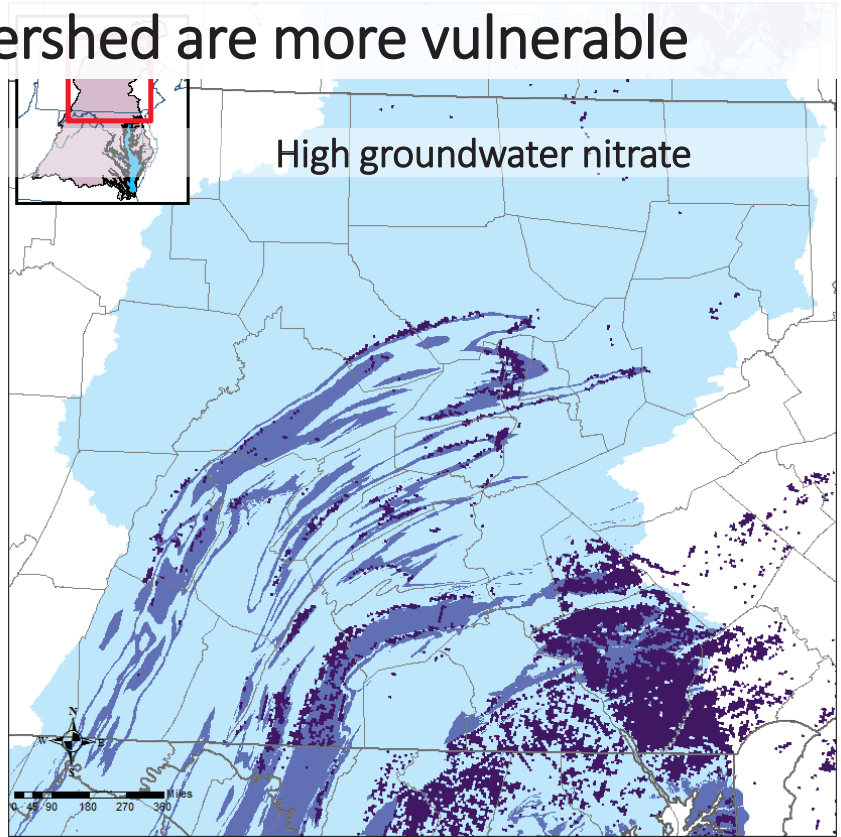 ershed are more vulnerable
High groundwater nitrate
N
W E
Miles
0 45 90 180 270 360